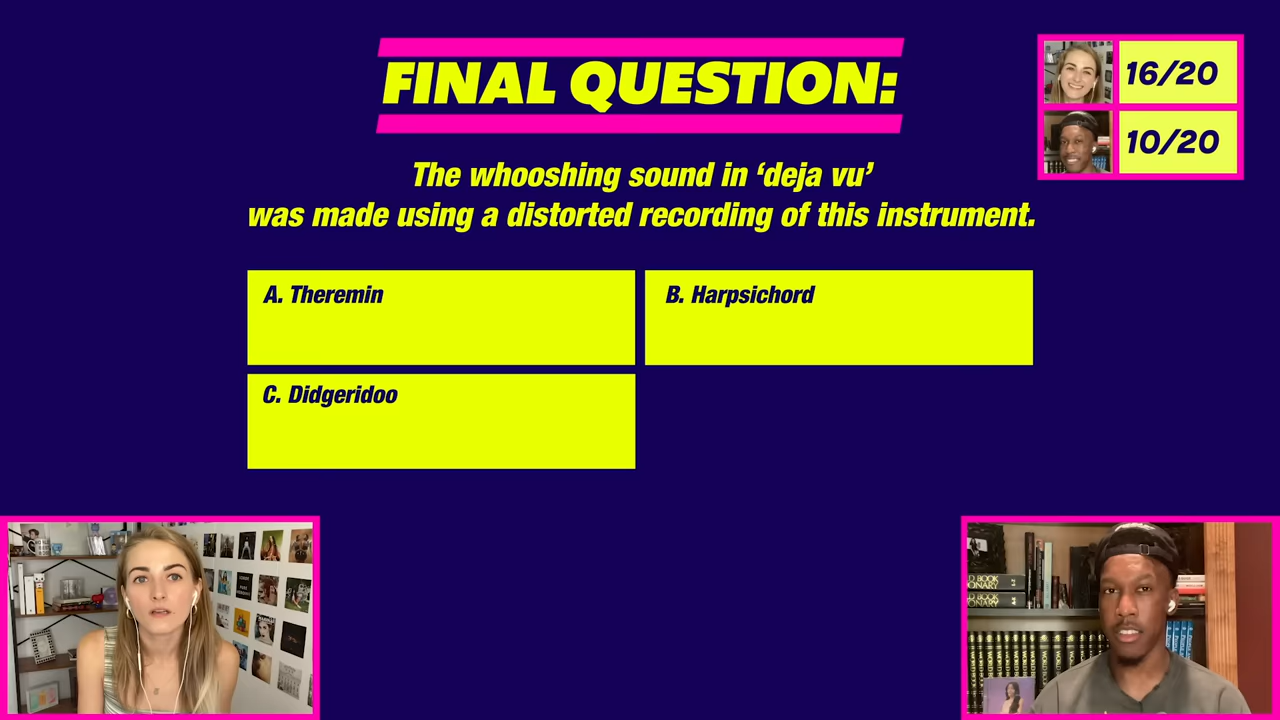 FINAL QUESTION:
16/20
10/20
The whooshing sound in ‘deja vu’
was made using a distorted recording of this instrument.
A. Theremin
B. Harpsichord
C. Didgeridoo